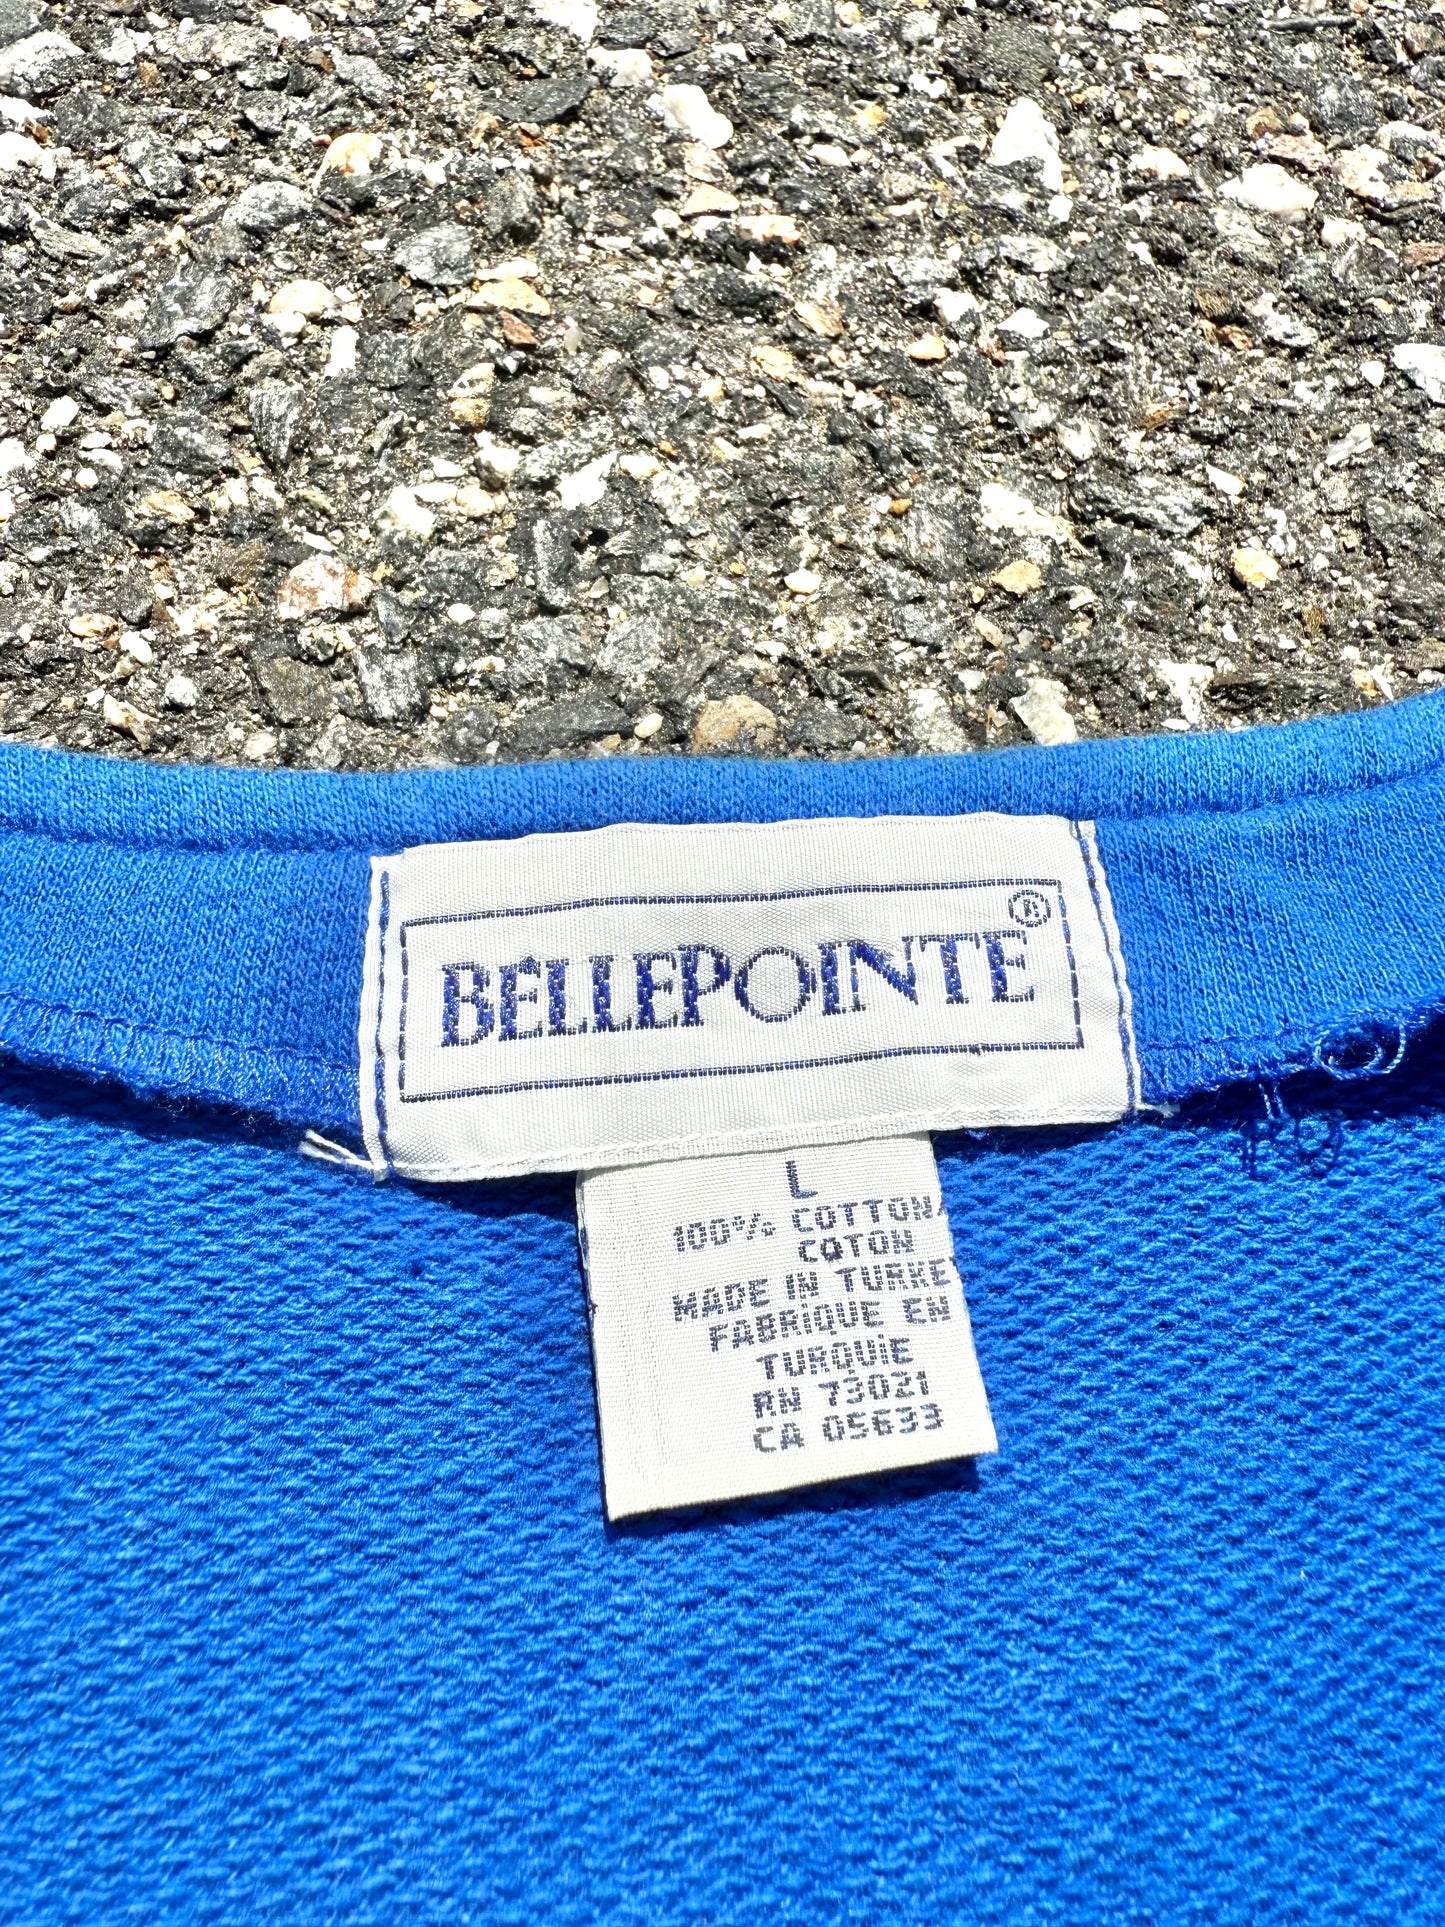 BELLEPOINTE®
L
100% COTTON/
COTON
MADE IN TURKE
FABRIQUE EN
TURQUiE
RN 73021
CA 05633